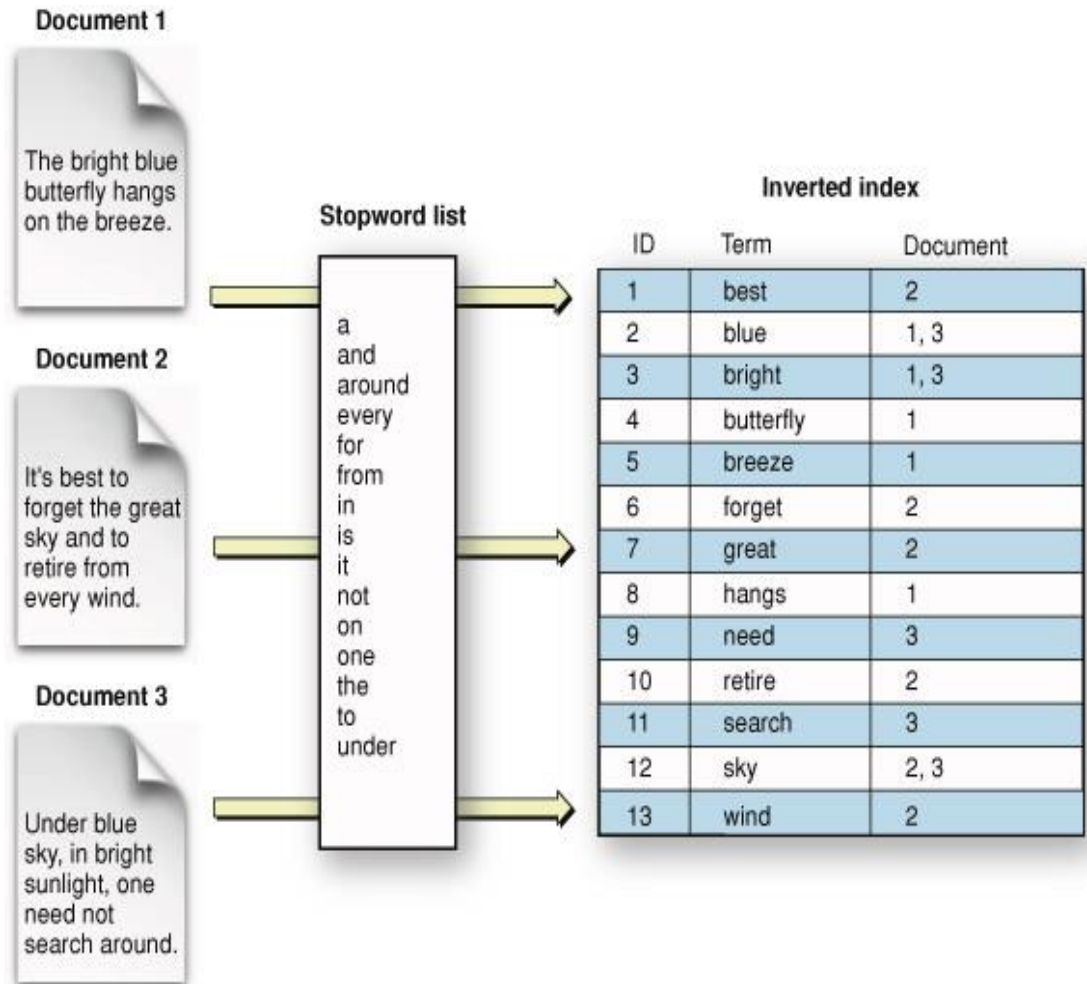 Document 1
The bright blue
butterfly hangs
on the breeze.
Document 2
It's best to
forget the great
sky and to
retire from
every wind.
Document 3
Under blue
sky, in bright
sunlight, one
need not
search around.
Stopword list
a
and
around
every
for
from
in
is
it
not
on
one
the
to
under
Inverted index
ID Term Document
1 best 2
2 blue 1, 3
3 bright 1, 3
4 butterfly 1
5 breeze 1
6 forget 2
7 great 2
8 hangs 1
9 need 3
10 retire 2
11 search 3
12 sky 2, 3
13 wind 2